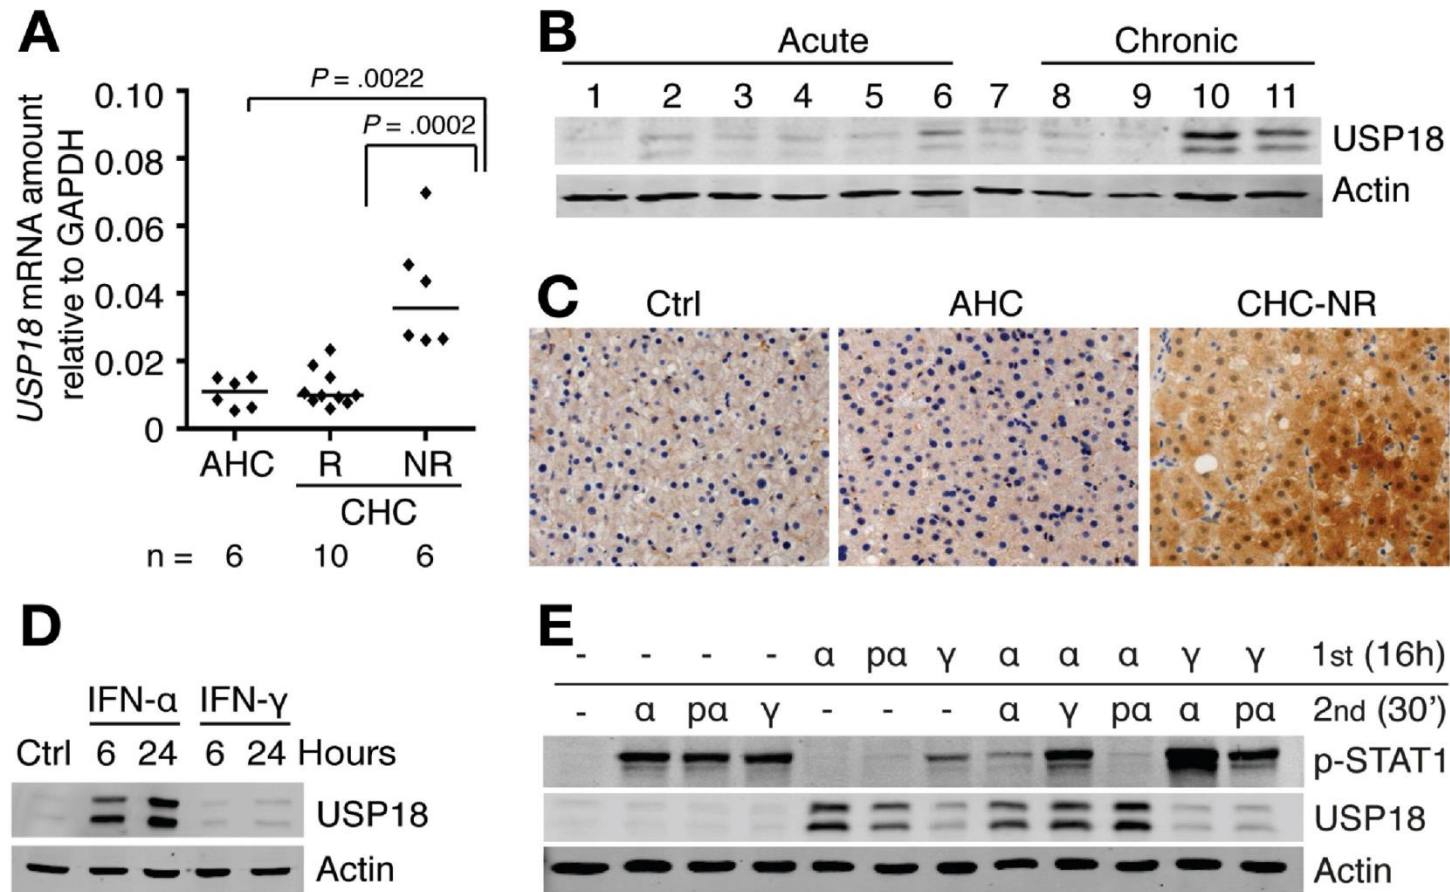 A
USP18 mRNA amount
relative to GAPDH
0.10
0.08
0.06
0.04
0.02
0
P = .0022
P = .0002
AHC R NR
CHC
n = 6 10 6
B
Acute Chronic
1 2 3 4 5 6 7 8 9 10 11
USP18
Actin
C
Ctrl AHC CHC-NR
D
IFN-α IFN-γ
Ctrl 6 24 6 24 Hours
USP18
Actin
E
- - - - α pα γ α α α γ γ 1st (16h)
- α pα γ - - - α γ pα α pα 2nd (30')
p-STAT1
USP18
Actin